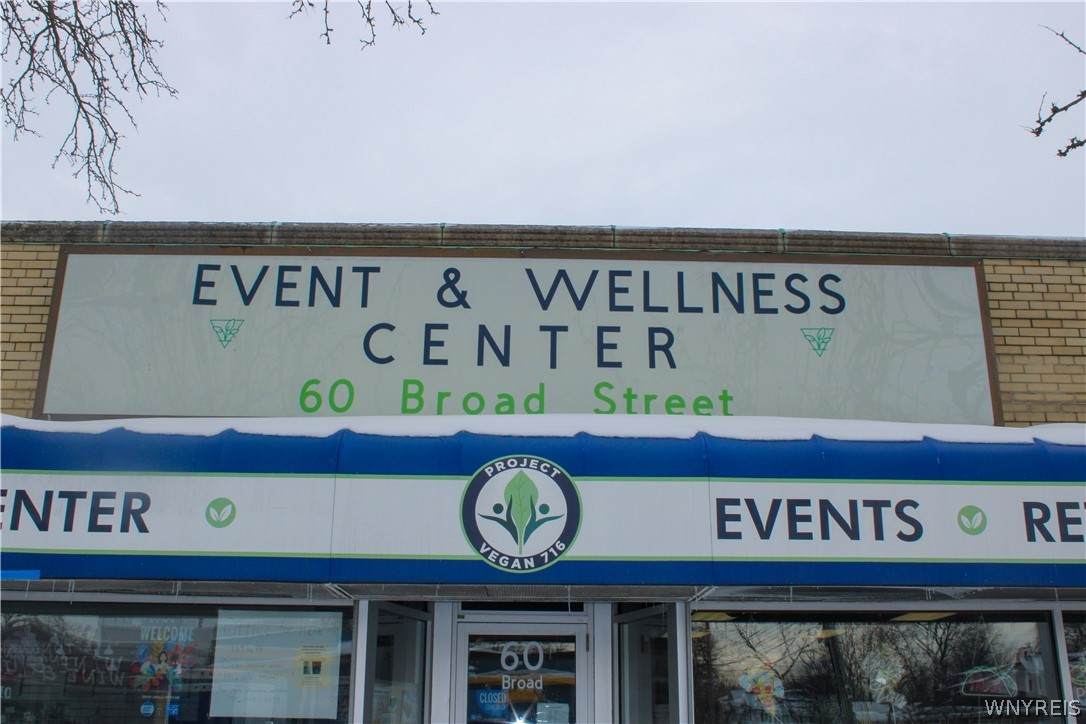 EVENT & WELLNESS
CENTER
60 Broad Street
ENTER
PROJECT
VEGAN 716
EVENTS
RE
WELCOME
60
Broad
CLOSED
WNYREIS